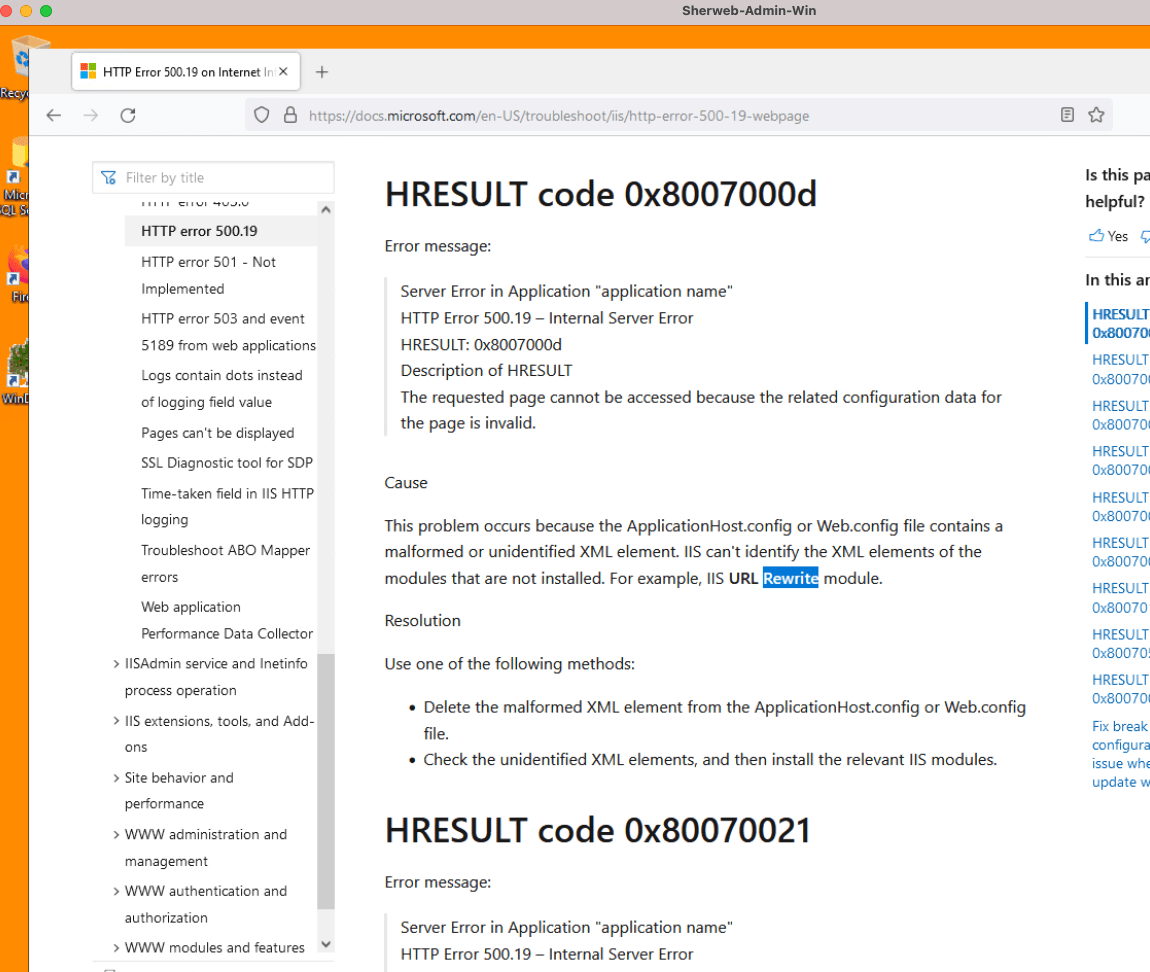 Sherweb-Admin-Win
HTTP Error 500.19 on Internet In
https://docs.microsoft.com/en-US/troubleshoot/iis/http-error-500-19-webpage
Filter by title
HTTP error 500.19
HTTP error 501 - Not
Implemented
HTTP error 503 and event
5189 from web applications
Logs contain dots instead
of logging field value
Pages can't be displayed
SSL Diagnostic tool for SDP
Time-taken field in IIS HTTP
logging
Troubleshoot ABO Mapper
errors
Web application
Performance Data Collector
IISAdmin service and Inetinfo
process operation
IIS extensions, tools, and Add-
ons
Site behavior and
performance
WWW administration and
management
WWW authentication and
authorization
WWW modules and features
HRESULT code 0x8007000d
Error message:
Server Error in Application "application name"
HTTP Error 500.19 – Internal Server Error
HRESULT: 0x8007000d
Description of HRESULT
The requested page cannot be accessed because the related configuration data for
the page is invalid.
Cause
This problem occurs because the ApplicationHost.config or Web.config file contains a
malformed or unidentified XML element. IIS can't identify the XML elements of the
modules that are not installed. For example, IIS URL Rewrite module.
Resolution
Use one of the following methods:
• Delete the malformed XML element from the ApplicationHost.config or Web.config
file.
• Check the unidentified XML elements, and then install the relevant IIS modules.
HRESULT code 0x80070021
Error message:
Server Error in Application "application name"
HTTP Error 500.19 – Internal Server Error
Is this pa
helpful?
Yes
In this ar
HRESULT
0x807000
HRESULT
0x80070
HRESULT
0x80070
HRESULT
0x80070
HRESULT
0x80070
HRESULT
0x80070
HRESULT
0x800701
HRESULT
0x800705
HRESULT
0x80070
Fix break
configura
issue whe
update w